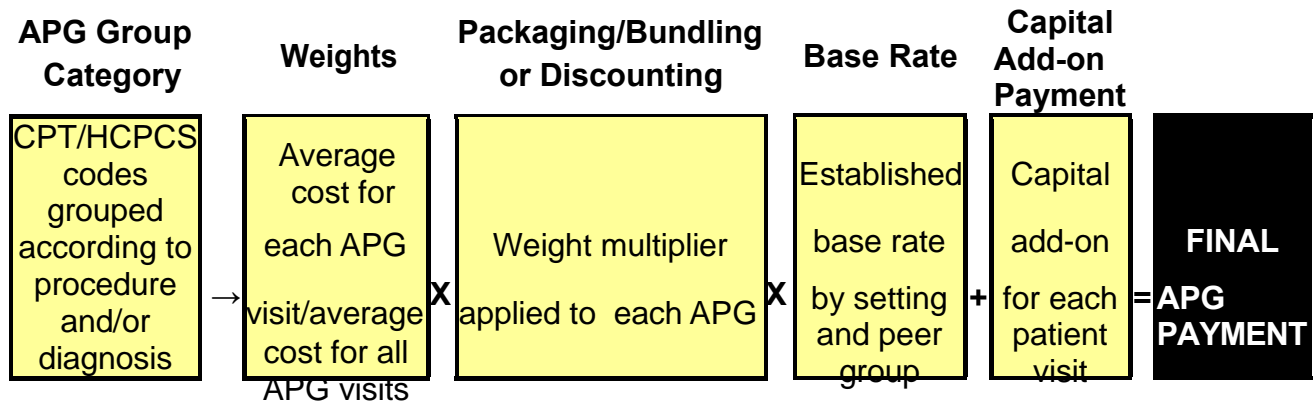 APG Group
Category
Weights
Packaging/Bundling
or Discounting
Base Rate
Capital
Add-on
Payment
CPT/HCPCS
codes
grouped
according to
procedure
and/or
diagnosis
→
Average
cost for
each APG
visit/average
cost for all
APG visits
X
Weight multiplier
applied to each APG
X
Established
base rate
by setting
and peer
group
+
Capital
add-on
for each
patient
visit
=
FINAL
APG
PAYMENT